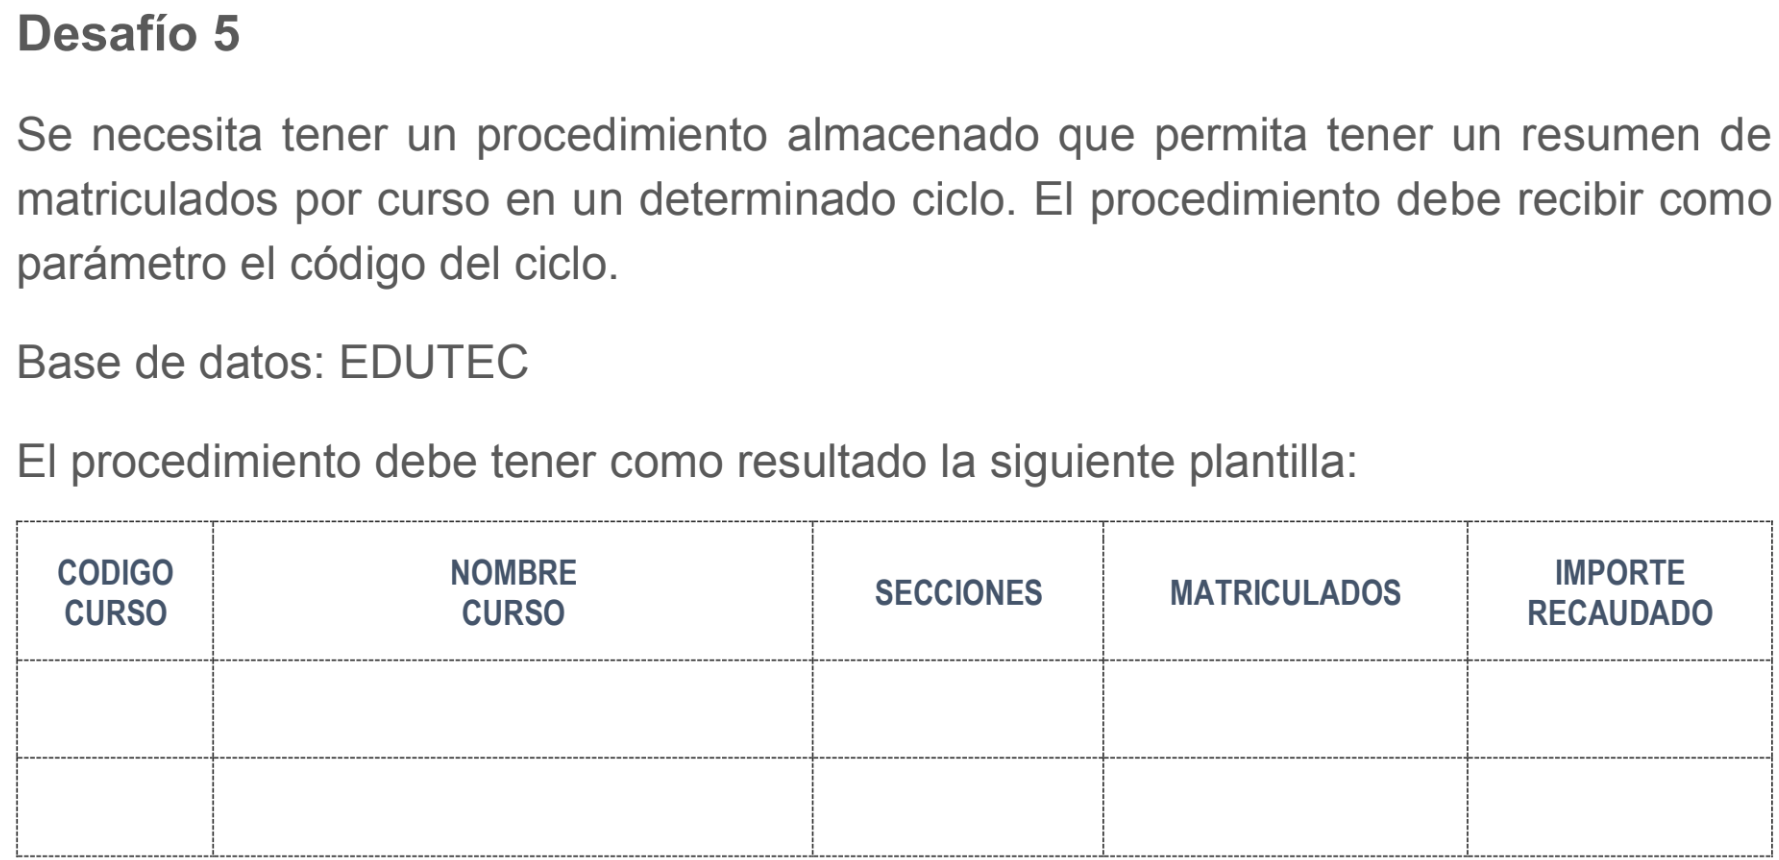 Desafío 5
Se necesita tener un procedimiento almacenado que permita tener un resumen de
matriculados por curso en un determinado ciclo. El procedimiento debe recibir como
parámetro el código del ciclo.
Base de datos: EDUTEC
El procedimiento debe tener como resultado la siguiente plantilla:
CODIGO
CURSO
NOMBRE
CURSO
SECCIONES
MATRICULADOS
IMPORTE
RECAUDADO